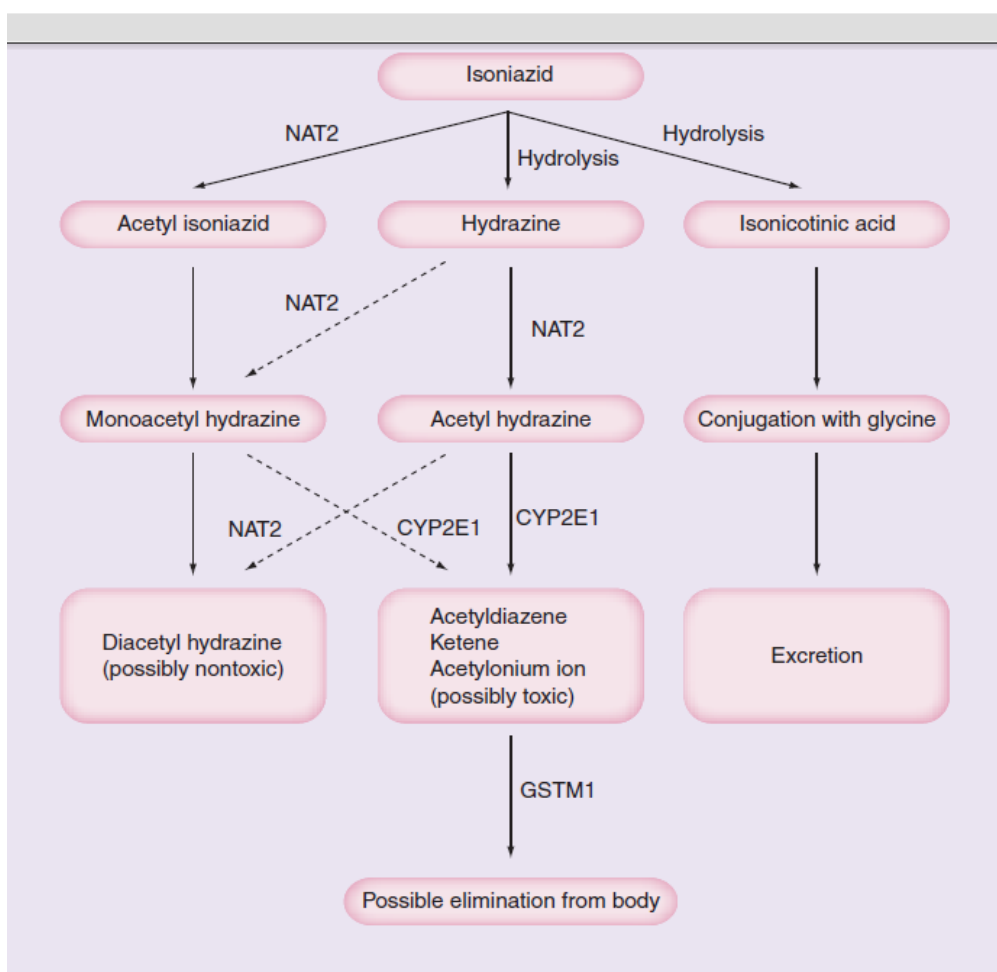 Isoniazid
NAT2
Hydrolysis
Hydrolysis
Acetyl isoniazid
Hydrazine
Isonicotinic acid
NAT2
NAT2
Monoacetyl hydrazine
Acetyl hydrazine
Conjugation with glycine
NAT2
CYP2E1
CYP2E1
Diacetyl hydrazine
(possibly nontoxic)
Acetyldiazene
Ketene
Acetylonium ion
(possibly toxic)
Excretion
GSTM1
Possible elimination from body